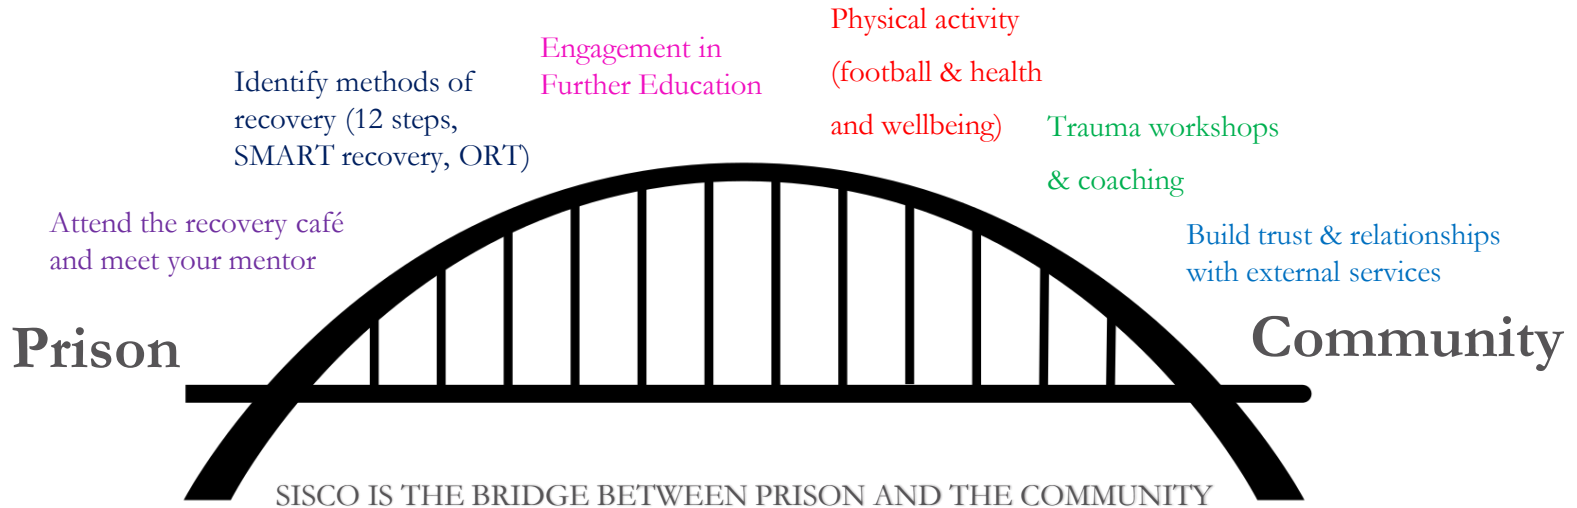 Attend the recovery café
and meet your mentor
Identify methods of
recovery (12 steps,
SMART recovery, ORT)
Engagement in
Further Education
Physical activity
(football & health
and wellbeing)
Trauma workshops
& coaching
Build trust & relationships
with external services
Prison
Community
SISCO IS THE BRIDGE BETWEEN PRISON AND THE COMMUNITY